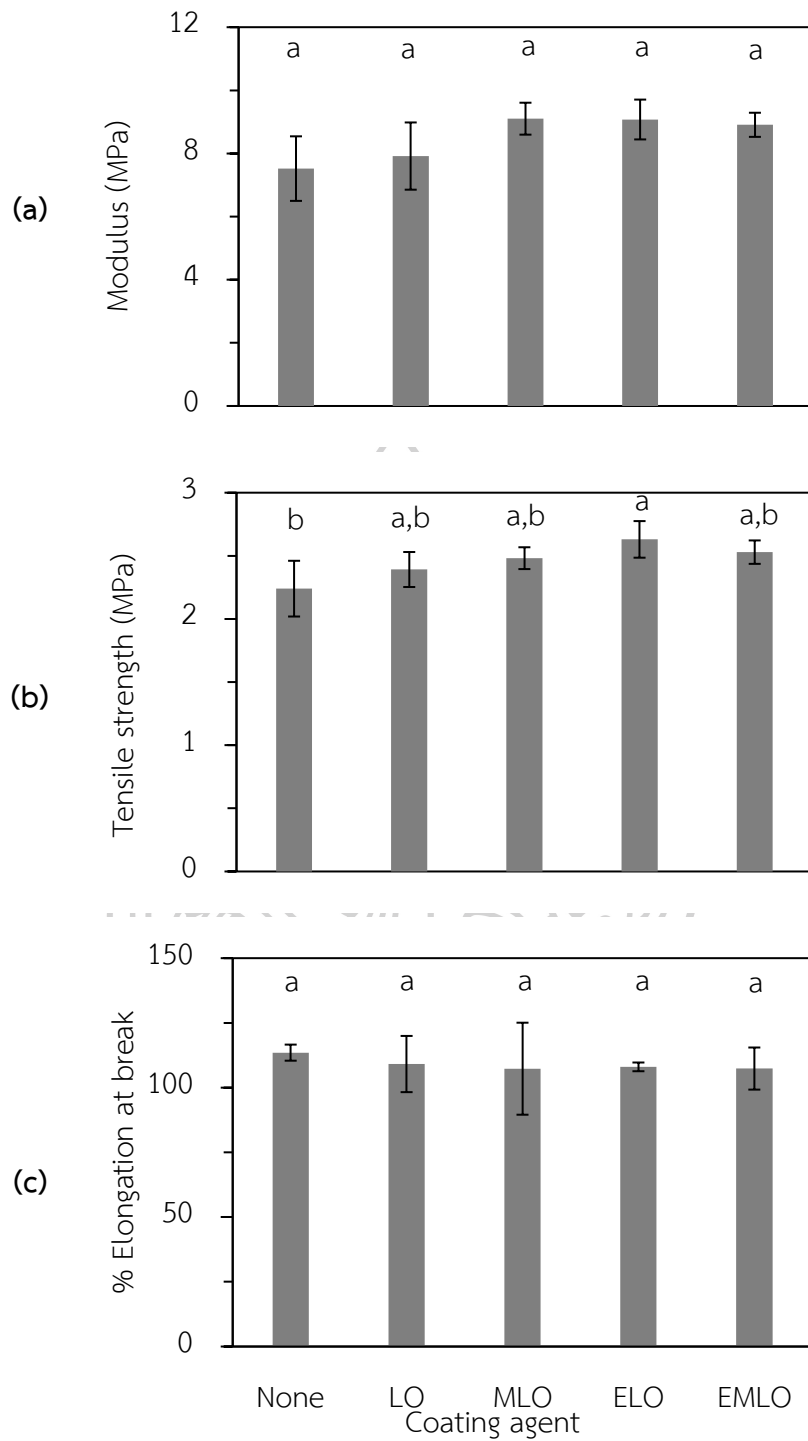 12
a a a a a
8
(a)
Modulus (MPa)
4
0
3
b a,b a,b a a,b
2
(b)
Tensile strength (MPa)
1
0
150
a a a a a
100
(c)
% Elongation at break
50
0
None LO MLO ELO EMLO
Coating agent